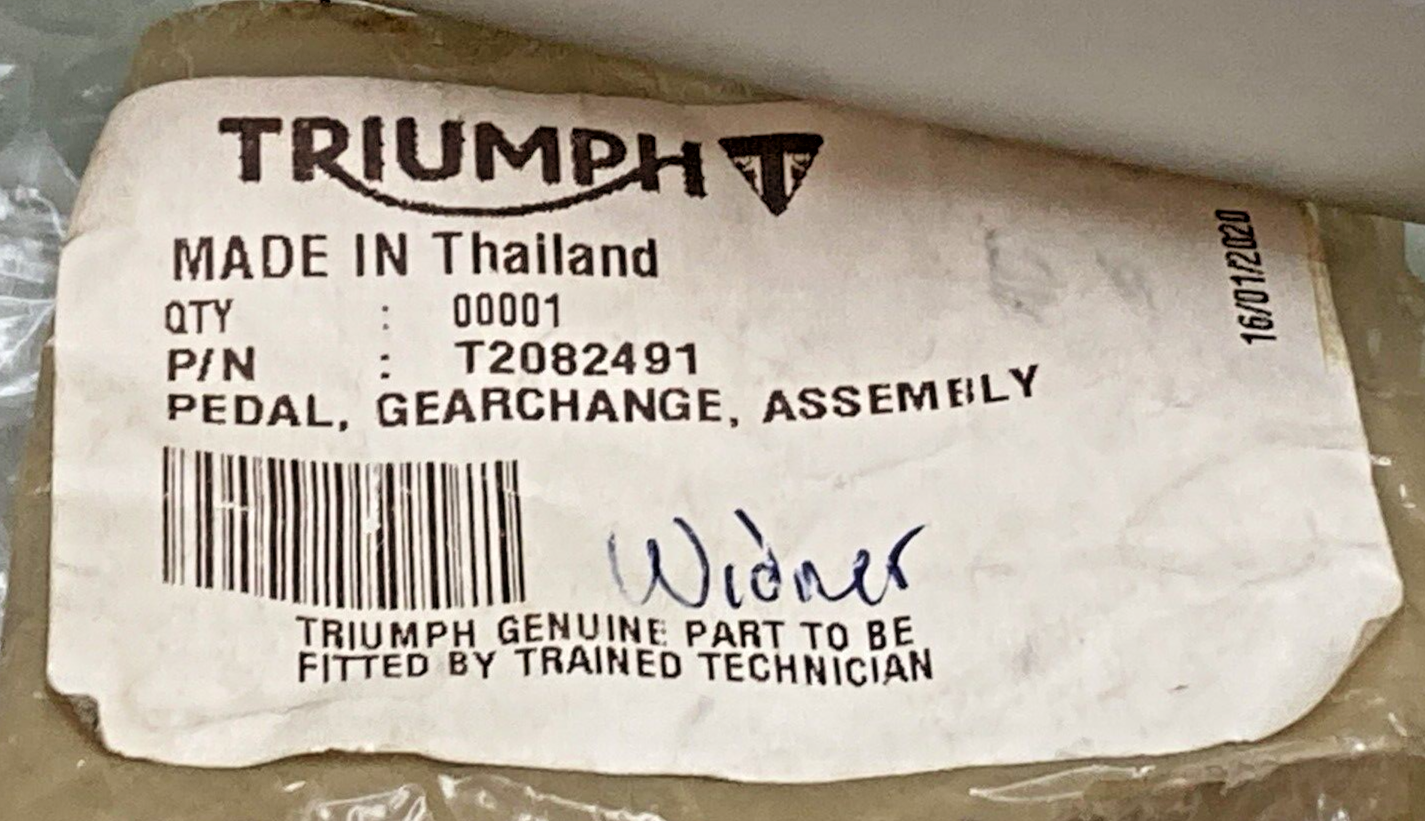 TRIUMPH T
MADE IN Thailand
QTY : 00001
P/N : T2082491
PEDAL, GEARCHANGE, ASSEMBLY
16/01/2020
Widner
TRIUMPH GENUINE PART TO BE
FITTED BY TRAINED TECHNICIAN